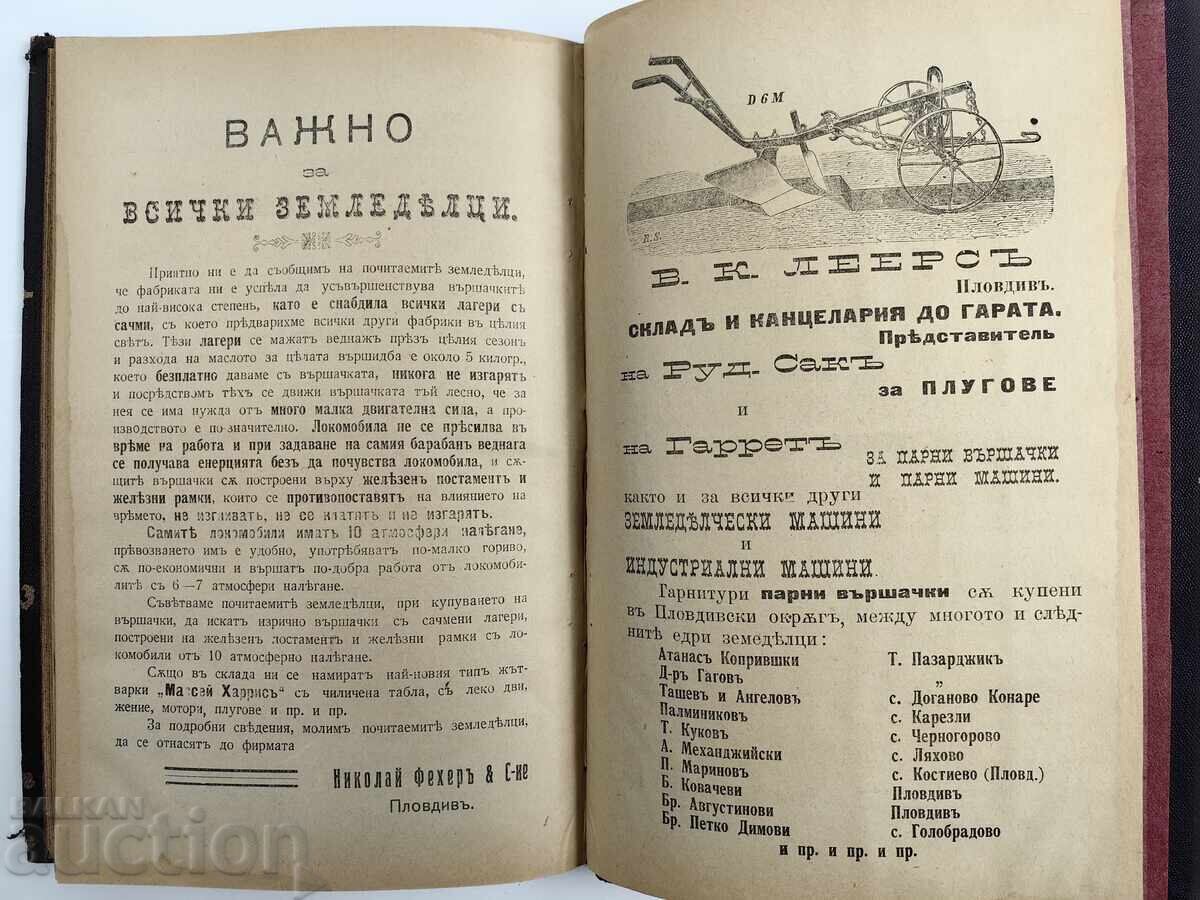 ВАЖНО
за
ВСИЧКИ ЗЕМЛЕДѢЛЦИ.
Приятно ни е да съобщимъ на почитаемитѣ земледѣлци,
че фабриката ни е успѣла да усъвършенствува вършачкитѣ
до най-висока степень, като е снабдила всички лагери съ
сачми, съ което прѣдварихме всички други фабрики въ цѣлия
свѣтъ. Тѣзи лагери се мажатъ веднажъ прѣзъ цѣлия сезонъ
и разхода на маслото за цѣлата вършидба е около 5 килогр.,
което безплатно даваме съ вършачката, никога не изгарятъ
и посрѣдствомъ тѣхъ се движи вършачката тъй лесно, че за
нея се има нужда отъ много малка двигателна сила, а про-
изводството е по-значително. Локомобила не се прѣсилва въ
врѣме на работа и при задаване на самия барабанъ веднага
се получава енерцията безъ да почувства локомобила, и сѫ-
щитѣ вършачки сѫ построени върху желѣзенъ постаментъ и
желѣзни рамки, които се противопоставятъ на влиянието на
врѣмето, не изгниватъ, не се клатятъ и не изгарятъ.
Самитѣ локомобили иматъ 10 атмосфери налѣгане,
прѣвозването имъ е удобно, употрѣбяватъ по-малко гориво,
сѫ по-економични и вършатъ по-добра работа отъ локомоби-
литѣ съ 6—7 атмосфери налѣгане.
Съвѣтваме почитаемитѣ земледѣлци, при купуването на
вършачки, да искатъ изрично вършачки съ сачмени лагери,
построени на желѣзенъ постаментъ и желѣзни рамки съ ло-
комобили отъ 10 атмосферно налѣгане.
Сѫщо въ склада ни се намиратъ най-новия типъ жът-
варки „Матсей Харрисъ“ съ чиличена табла, съ леко дви,
жение, мотори, плугове и пр. и пр.
За подробни свѣдения, молимъ почитаемитѣ земледѣлци,
да се отнасятъ до фирмата
Николай Фехеръ & С-ие
Пловдивъ.
D 6 M
R.S.
В. К. ЛЕЕРСЪ
Пловдивъ.
СКЛАДЪ И КАНЦЕЛАРИЯ ДО ГАРАТА.
Прѣдставитель
на Руд. Сакъ
за ПЛУГОВЕ
и
на Гарретъ
ЗА ПАРНИ ВЪРШАЧКИ
И ПАРНИ МАШИНИ.
както и за всички други
ЗЕМЛЕДѢЛЧЕСКИ МАШИНИ
и
ИНДУСТРИАЛНИ МАШИНИ.
Гарнитури парни вършачки сѫ купени
въ Пловдивски окрѫгъ, между многото и слѣд-
нитѣ едри земедѣлци:
Атанасъ Копрившки Т. Пазарджикъ
Д-ръ Гаговъ „
Ташевъ и Ангеловъ с. Доганово Конаре
Палминиковъ с. Карезли
Т. Куковъ с. Черногорово
А. Механджийски с. Ляхово
П. Мариновъ с. Костиево (Пловд.)
Б. Ковачеви Пловдивъ
Бр. Августинови Пловдивъ
Бр. Петко Димови с. Голобрадово
и пр. и пр. и пр.
BALKAN
auction